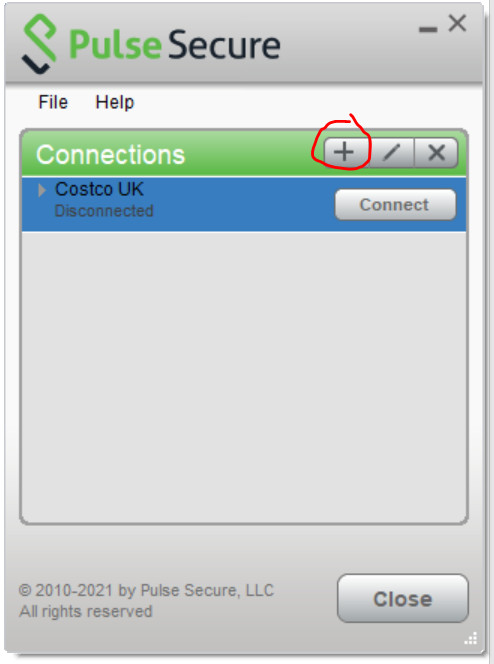 Pulse Secure
File Help
Connections
Costco UK
Disconnected
Connect
© 2010-2021 by Pulse Secure, LLC
All rights reserved
Close